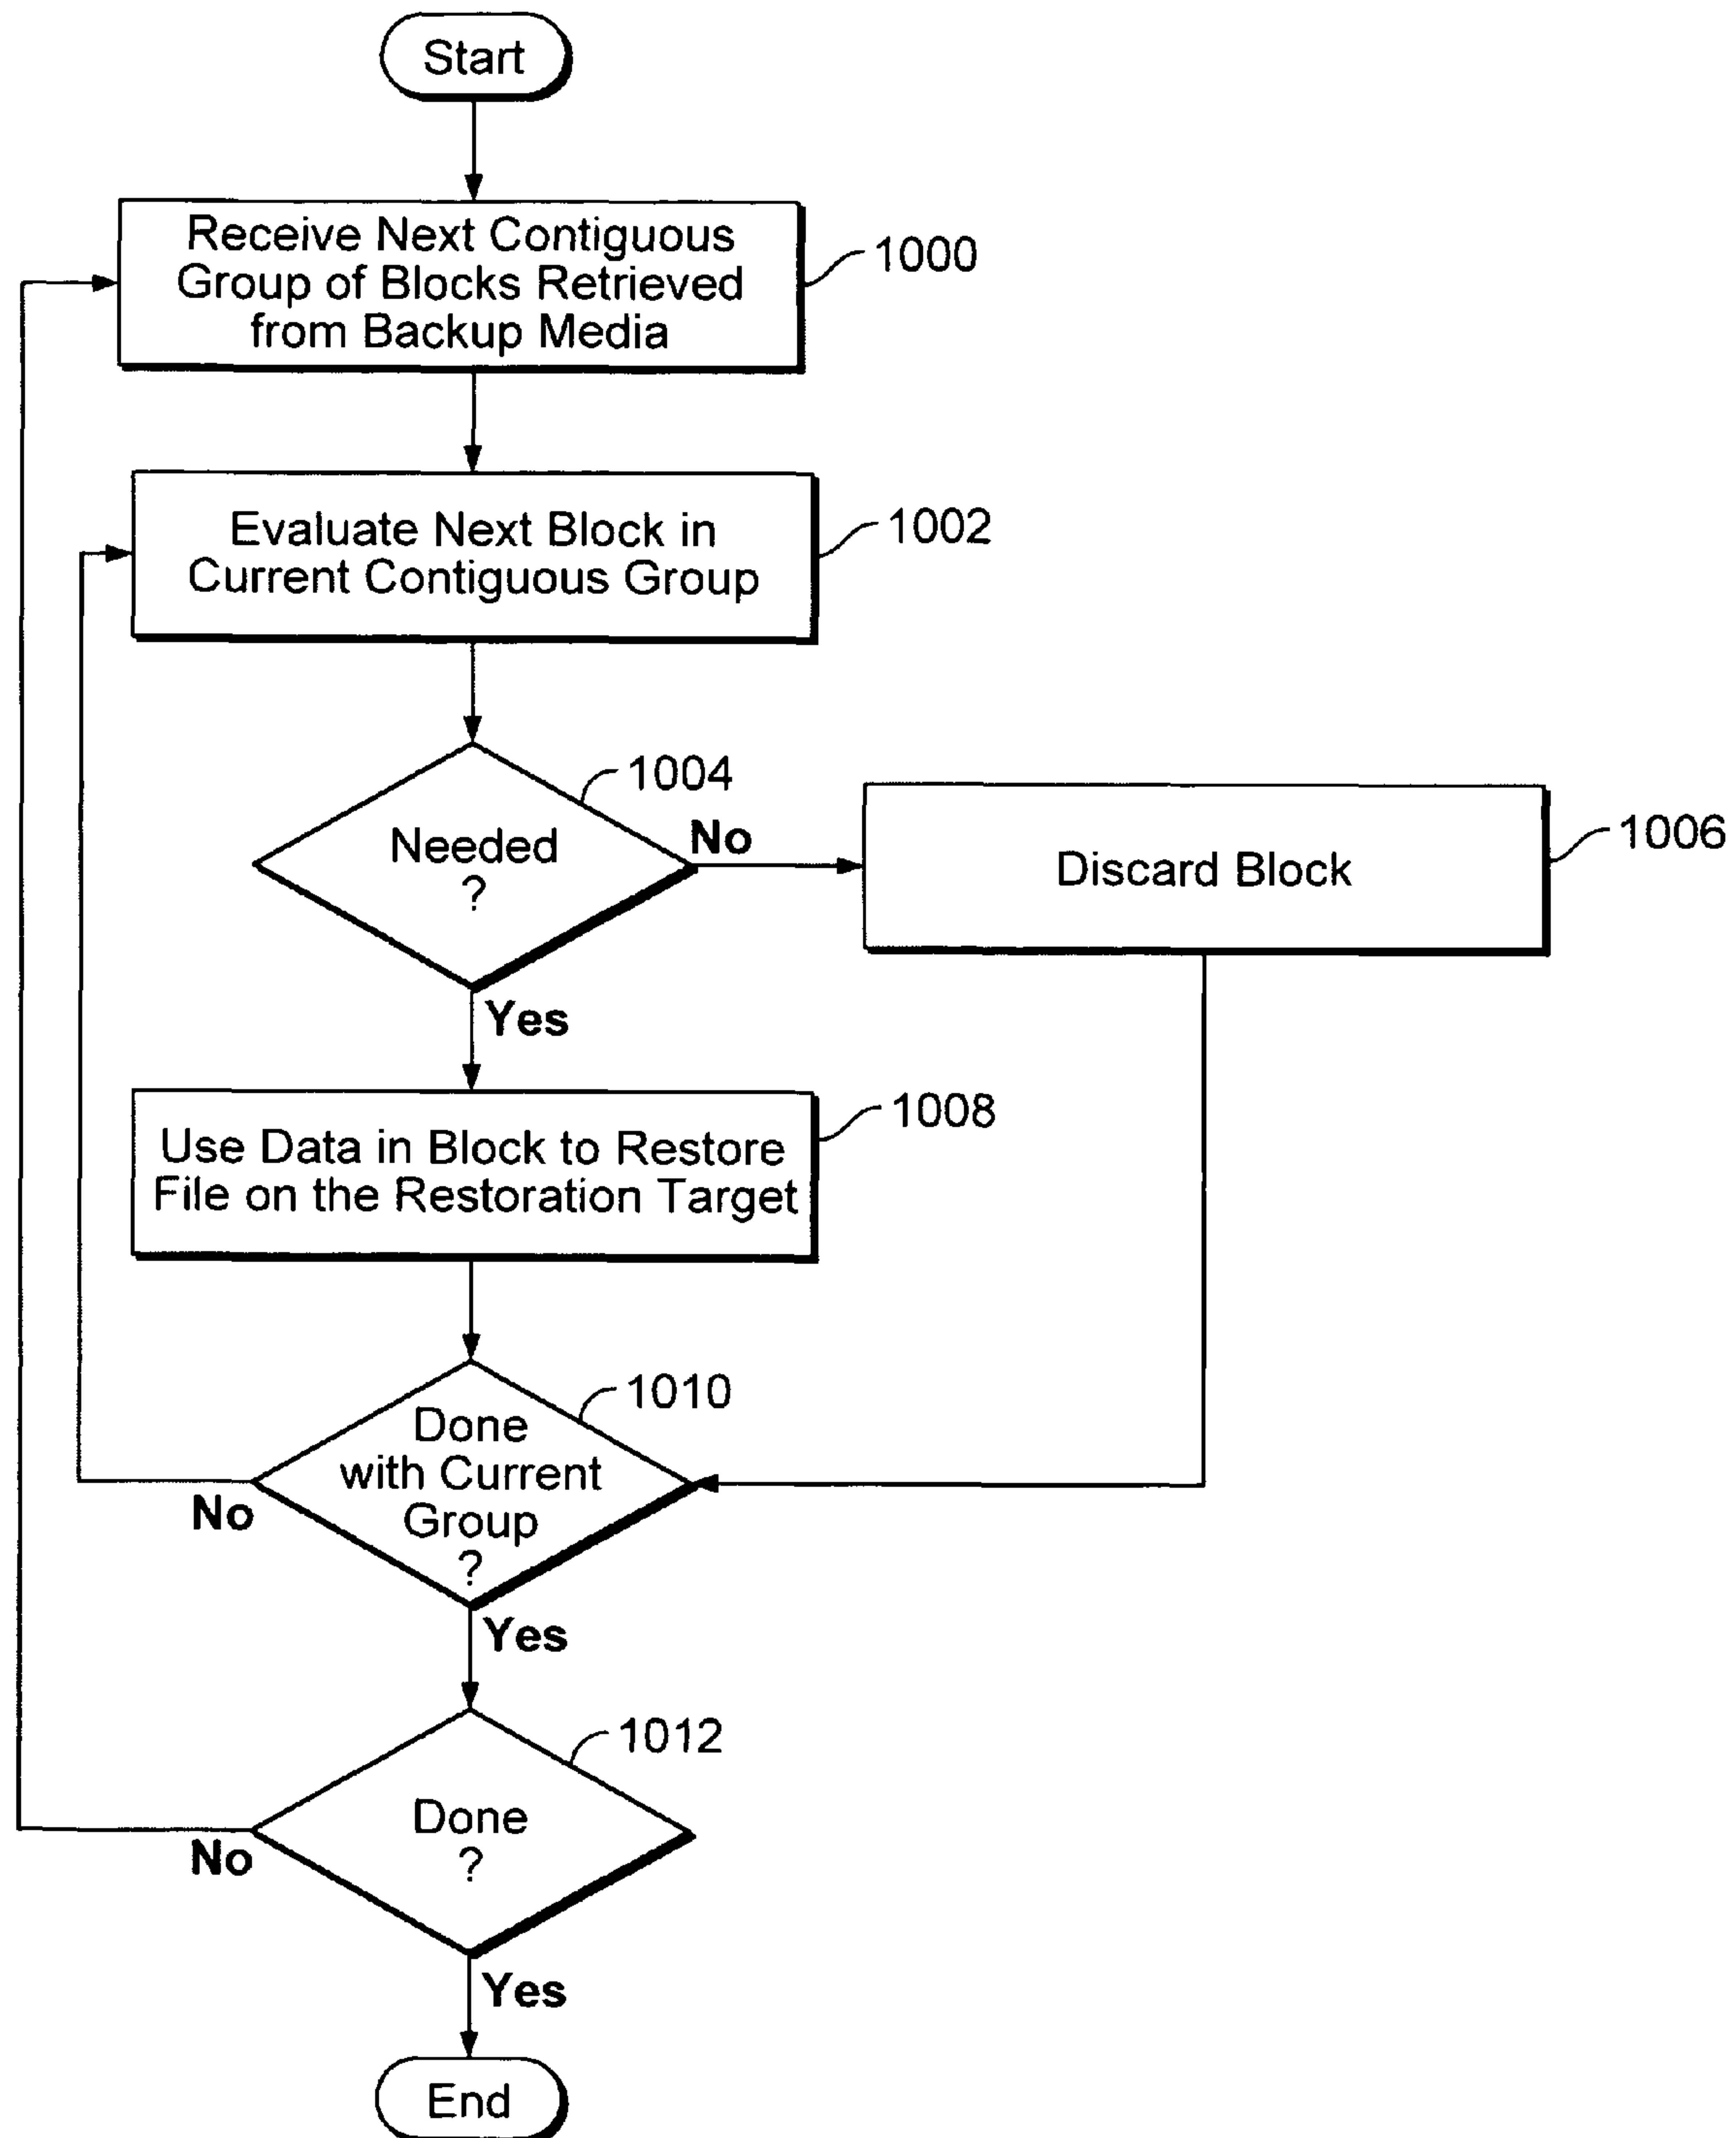 Start
Receive Next Contiguous
Group of Blocks Retrieved
from Backup Media
1000
Evaluate Next Block in
Current Contiguous Group
1002
1004
Needed
?
No
Yes
Discard Block
1006
Use Data in Block to Restore
File on the Restoration Target
1008
1010
Done
with Current
Group
?
No
Yes
1012
Done
?
No
Yes
End